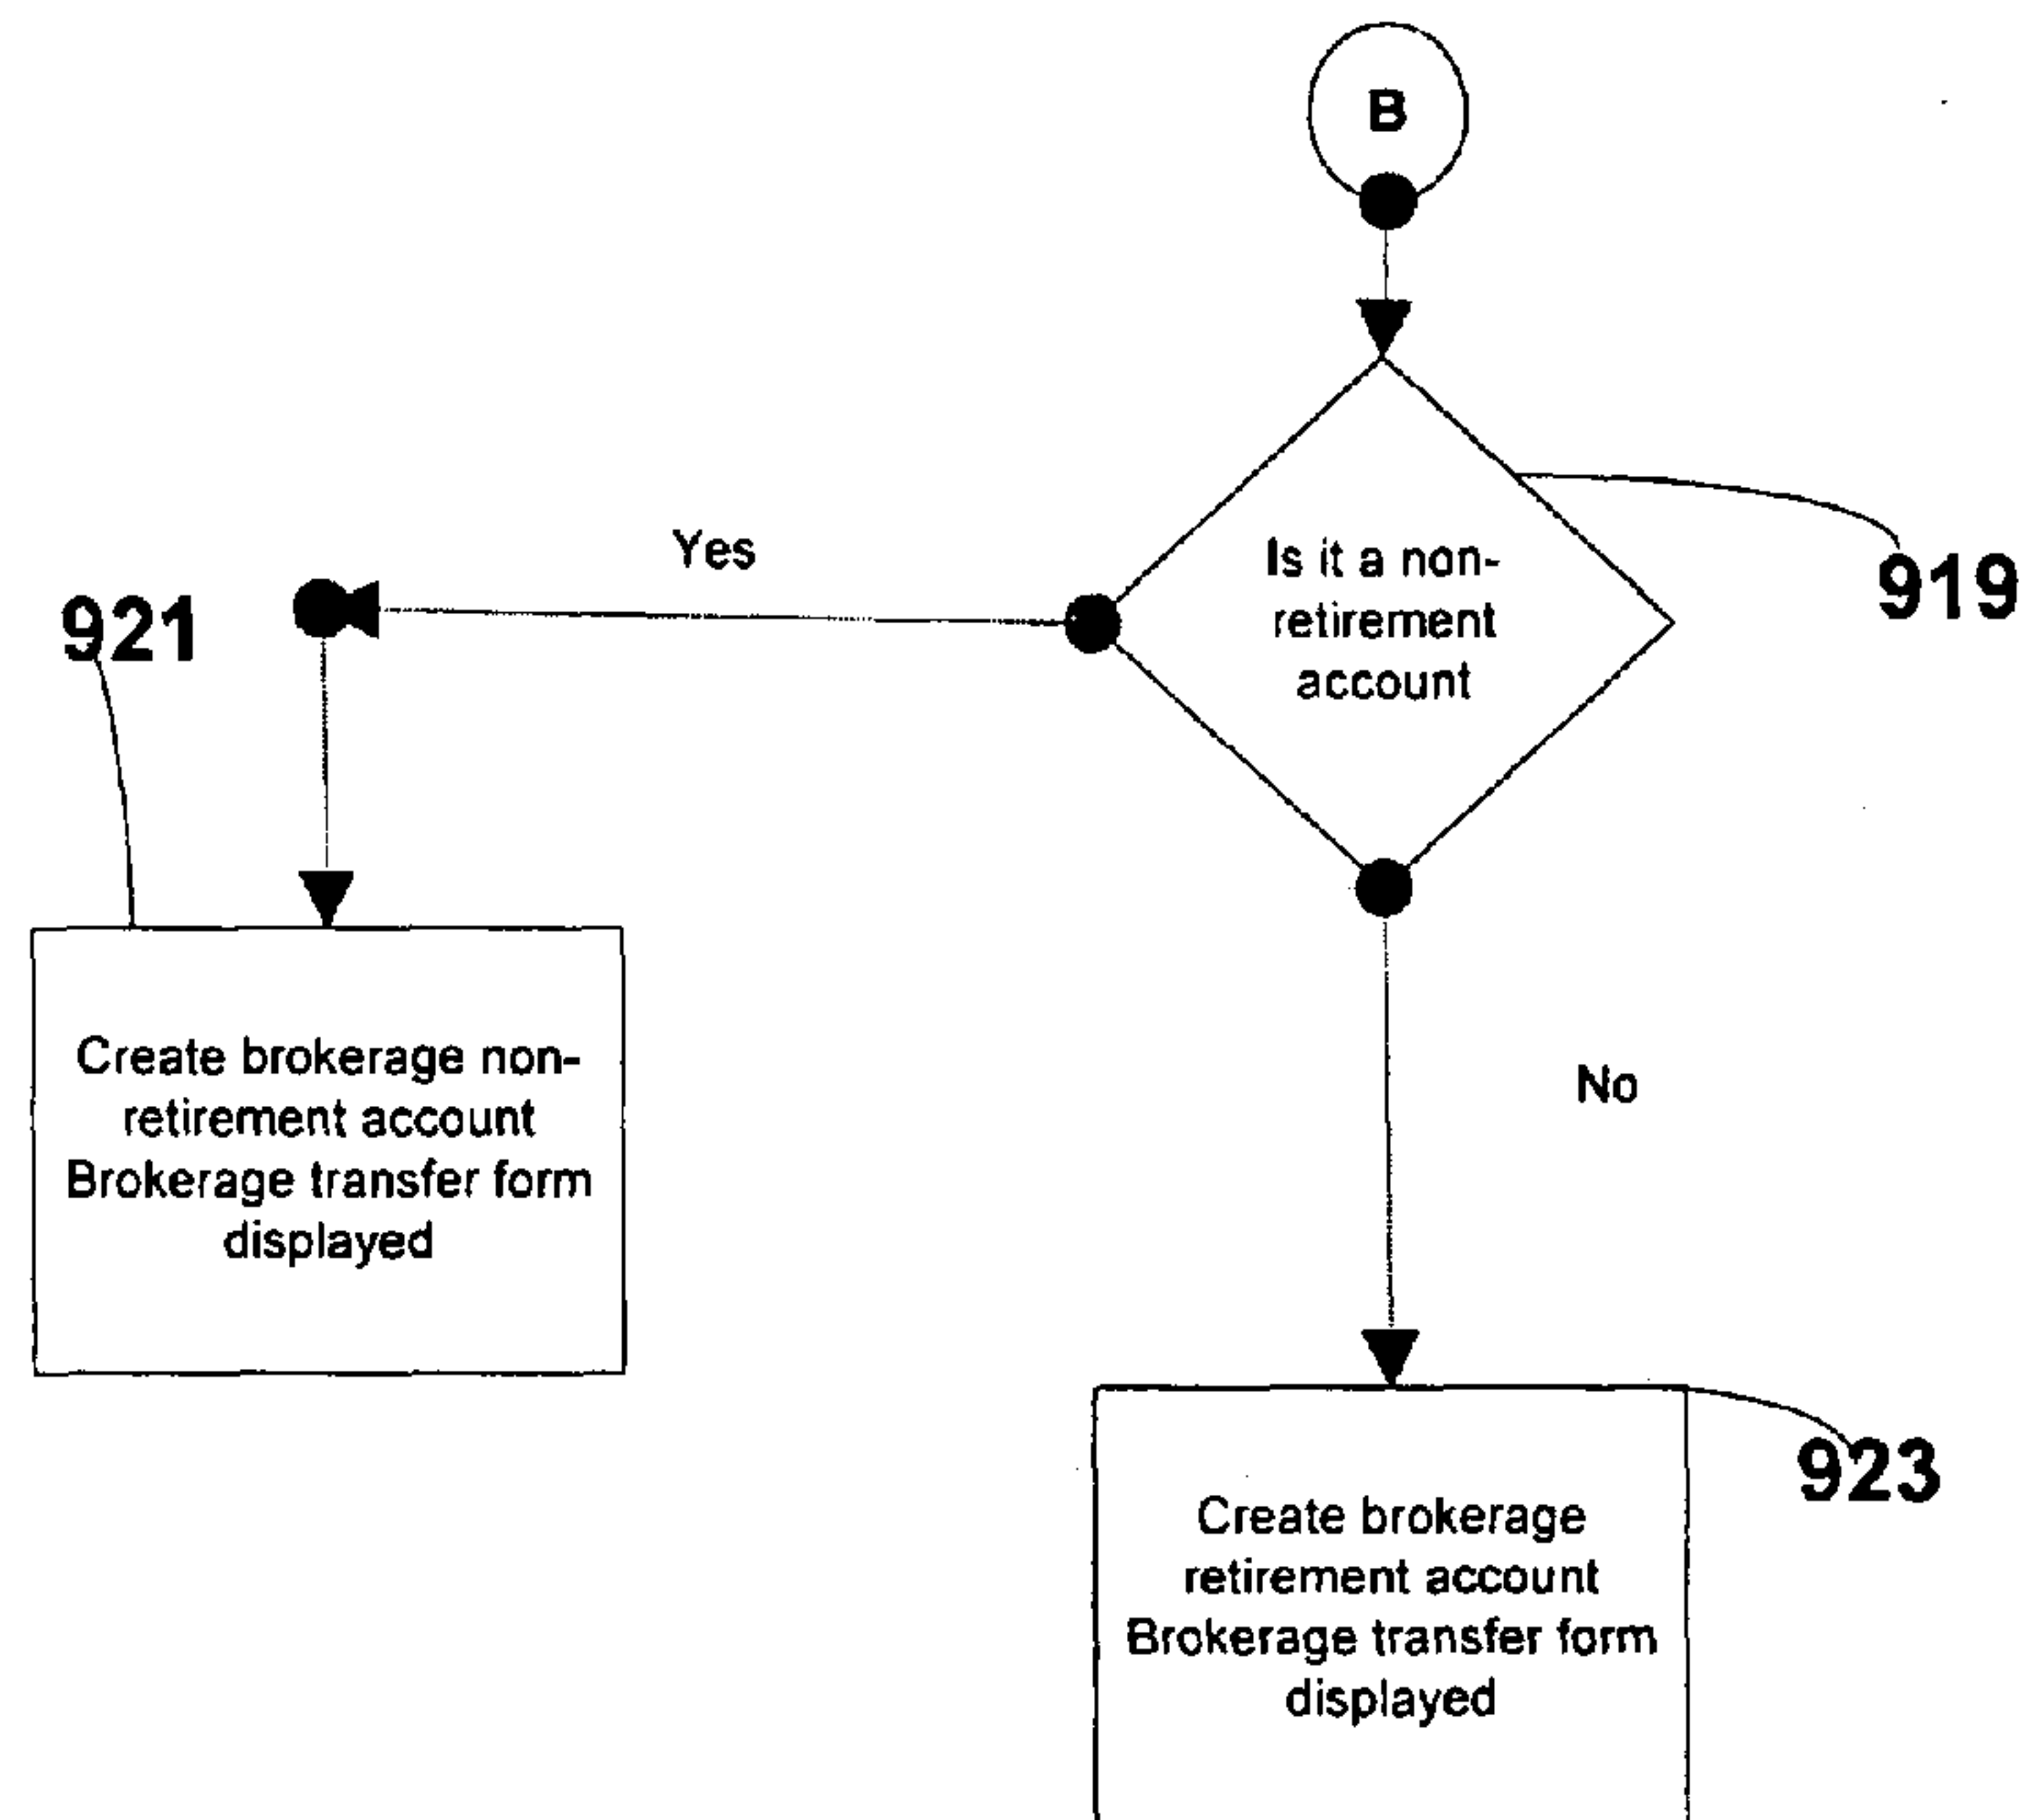 B
Is it a non-
retirement
account
919
Yes
921
Create brokerage non-
retirement account
Brokerage transfer form
displayed
No
923
Create brokerage
retirement account
Brokerage transfer form
displayed